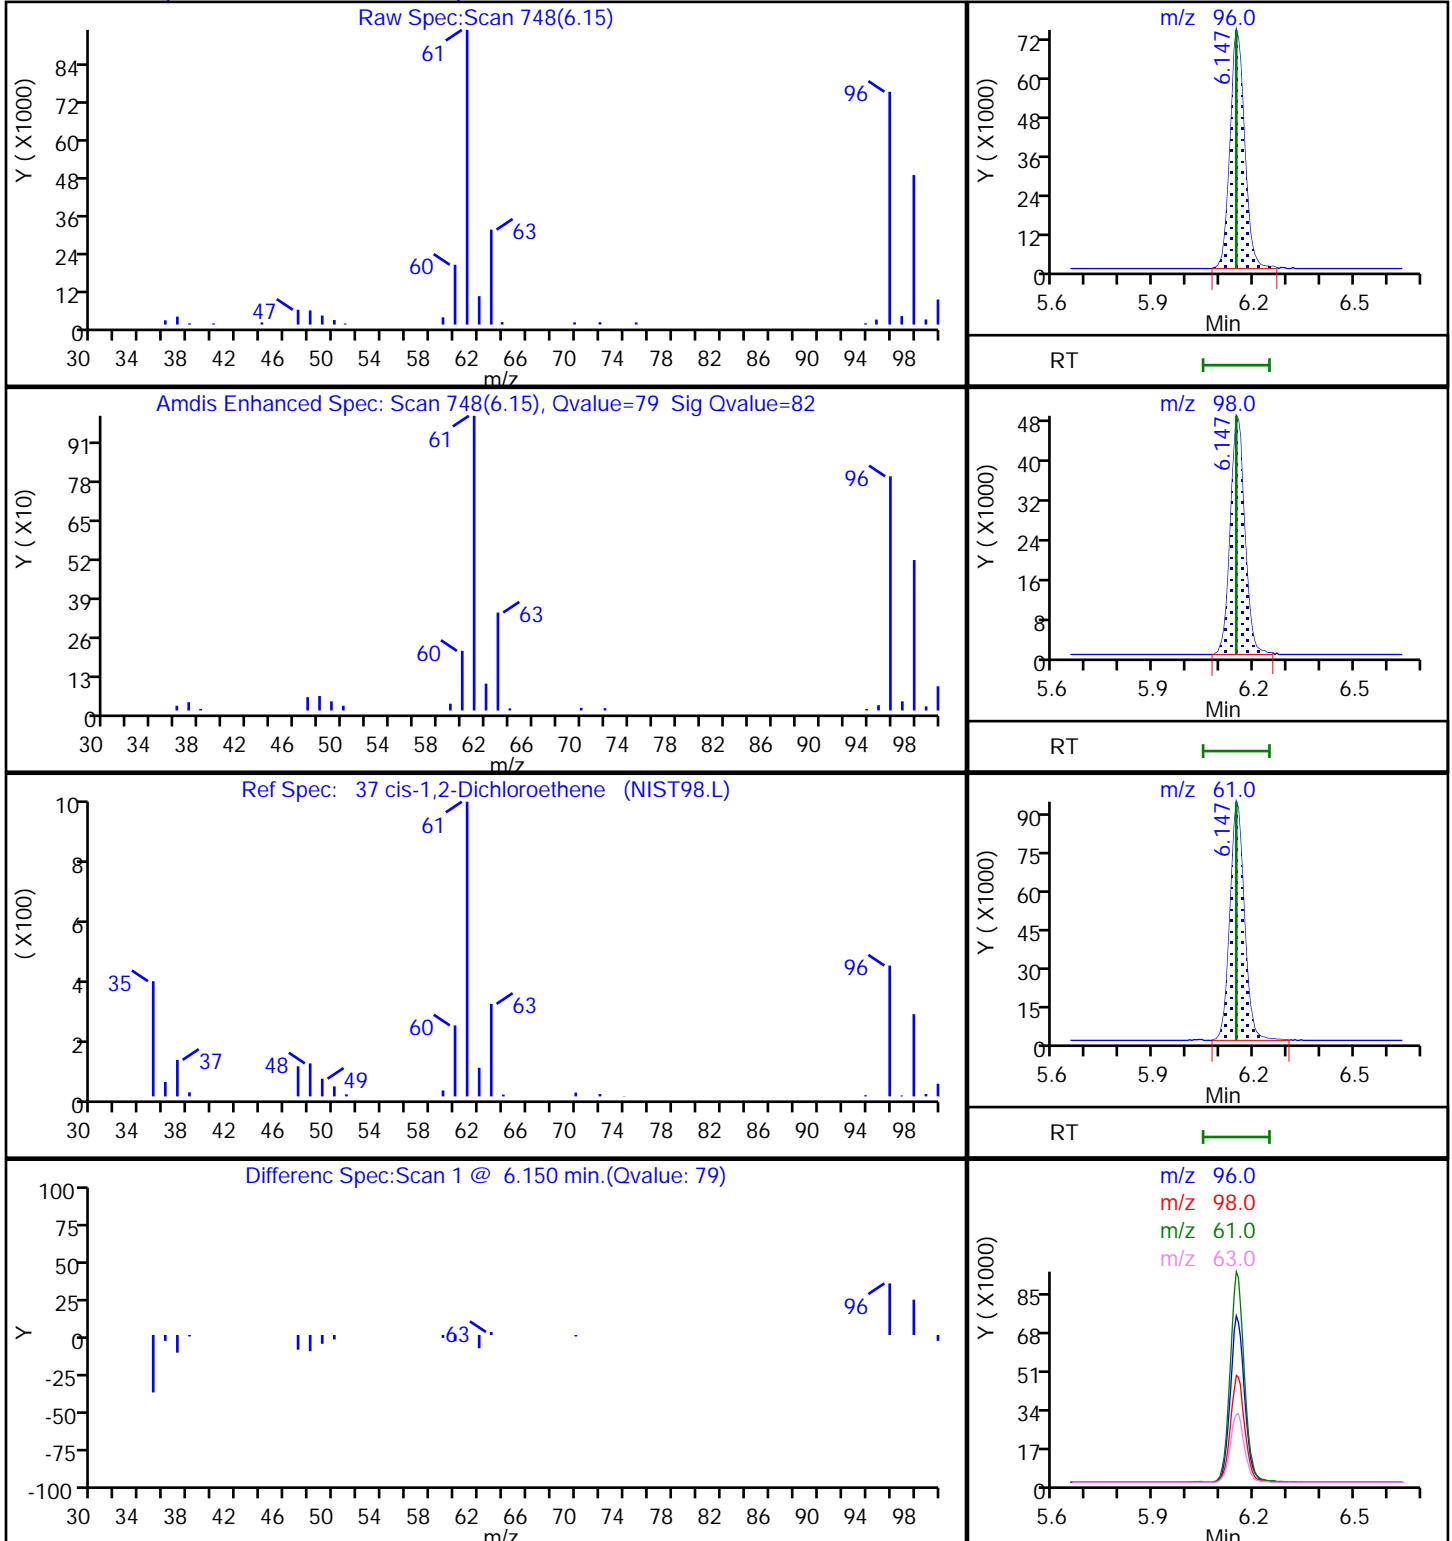 Raw Spec:Scan 748(6.15)
Y ( X1000)
84
72
60
48
36
24
12
0
61
96
63
60
47
30 34 38 42 46 50 54 58 62 66 70 74 78 82 86 90 94 98
m/z
m/z 96.0
Y ( X1000)
72
60
48
36
24
12
0
6.147
5.6 5.9 6.2 6.5
Min
RT
Amdis Enhanced Spec: Scan 748(6.15), Qvalue=79 Sig Qvalue=82
Y ( X10)
91
78
65
52
39
26
13
0
61
96
63
60
30 34 38 42 46 50 54 58 62 66 70 74 78 82 86 90 94 98
m/z
m/z 98.0
Y ( X1000)
48
40
32
24
16
8
0
6.147
5.6 5.9 6.2 6.5
Min
RT
Ref Spec: 37 cis-1,2-Dichloroethene (NIST98.L)
( X100)
10
8
6
4
2
0
61
35
96
60
63
37
48
49
30 34 38 42 46 50 54 58 62 66 70 74 78 82 86 90 94 98
m/z 61.0
Y ( X1000)
90
75
60
45
30
15
0
6.147
5.6 5.9 6.2 6.5
Min
RT
Differenc Spec:Scan 1 @ 6.150 min.(Qvalue: 79)
Y
100
75
50
25
0
-25
-50
-75
-100
96
63
30 34 38 42 46 50 54 58 62 66 70 74 78 82 86 90 94 98
m/z
m/z 96.0
m/z 98.0
m/z 61.0
m/z 63.0
Y ( X1000)
85
68
51
34
17
0
5.6 5.9 6.2 6.5
Min